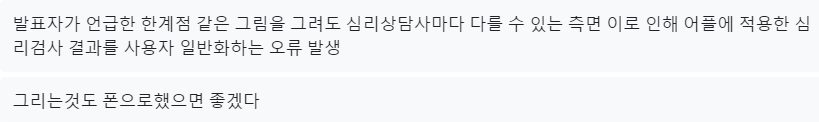 발표자가 언급한 한계점 같은 그림을 그려도 심리상담사마다 다를 수 있는 측면 이로 인해 어플에 적용한 심
리검사 결과를 사용자 일반화하는 오류 발생
그리는것도 폰으로했으면 좋겠다